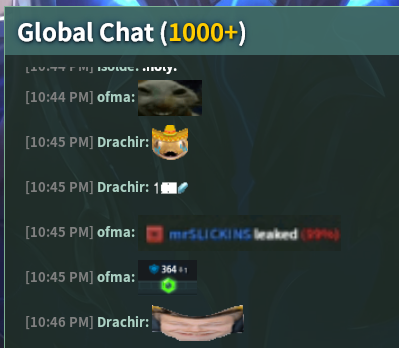 Global Chat (1000+)
[10:44 PM] Isolde: .holy.
[10:44 PM] ofma:
[10:45 PM] Drachir:
[10:45 PM] Drachir: 1
[10:45 PM] ofma: mrSLICKINS leaked (99%)
[10:45 PM] ofma: 364
[10:46 PM] Drachir: